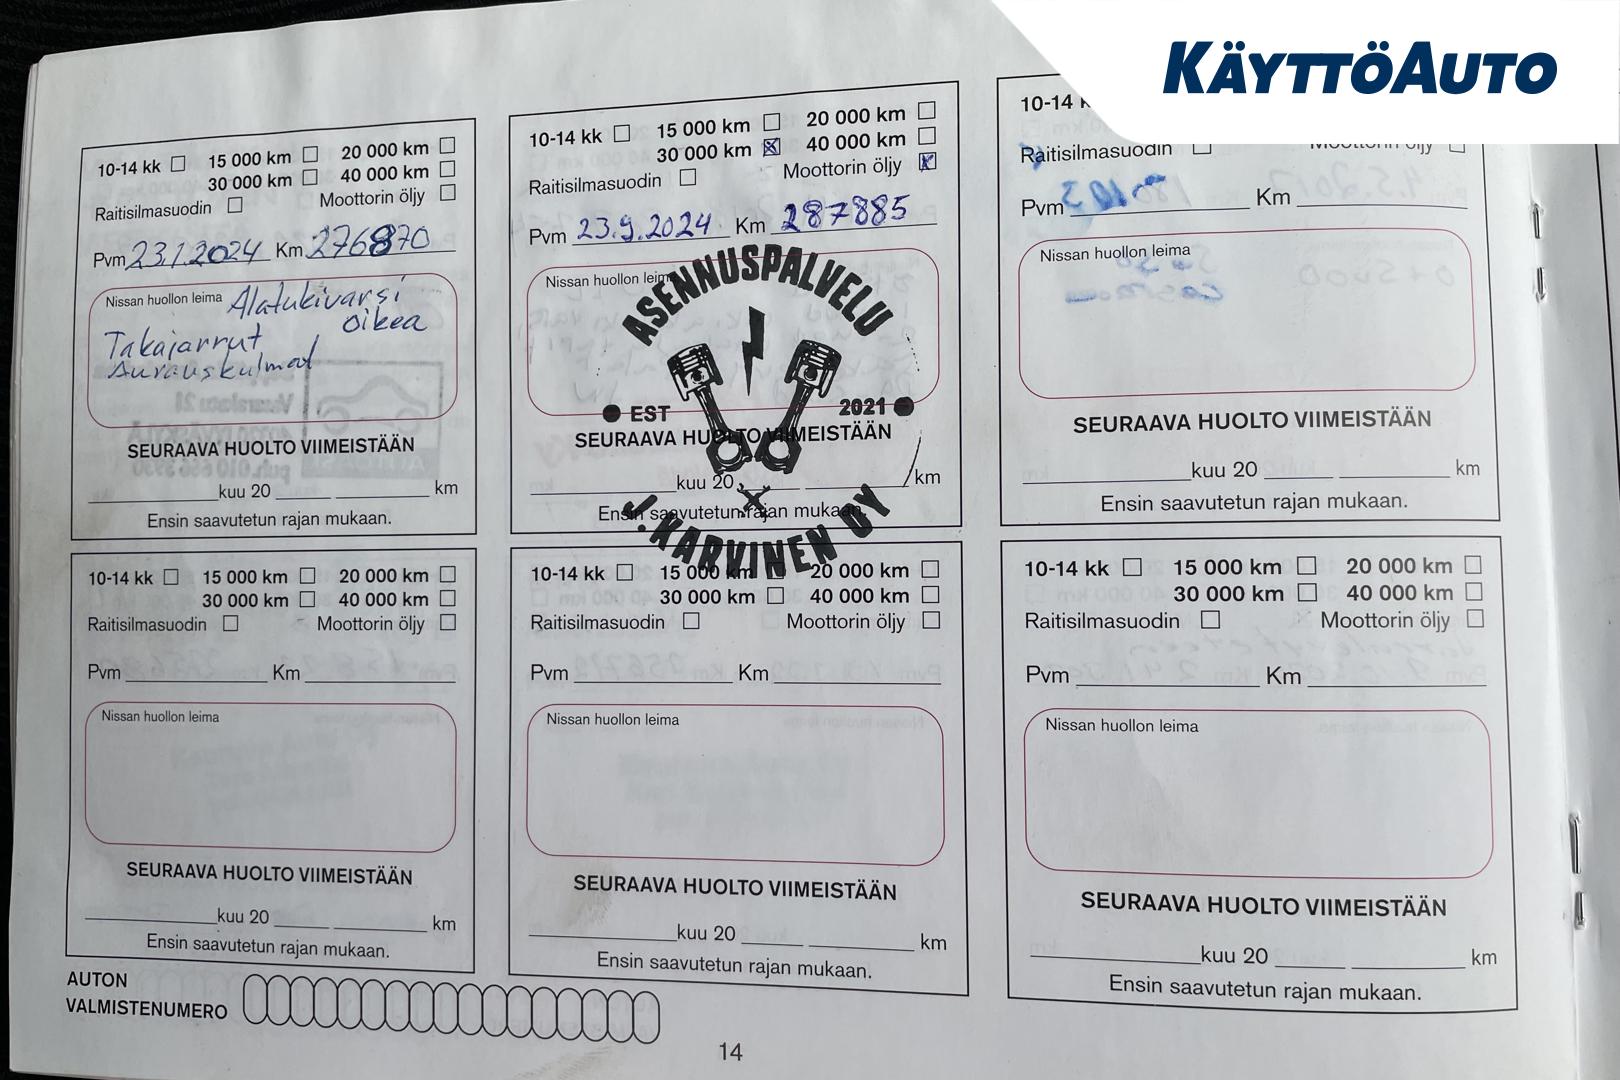 KÄYTTÖAUTO
10-14 kk 15 000 km 20 000 km
30 000 km 40 000 km
Raitisilmasuodin Moottorin öljy
Pvm 23.1.2024 Km 276870
Nissan huollon leima Alatukivarsi
oikea
Takajarrut
Aurauskulmat
SEURAAVA HUOLTO VIIMEISTÄÄN
kuu 20 km
Ensin saavutetun rajan mukaan.
10-14 kk 15 000 km 20 000 km
30 000 km 40 000 km
Raitisilmasuodin Moottorin öljy
Pvm 23.9.2024 Km 287885
Nissan huollon leima
ASENNUSPALVELU
EST 2021
SEURAAVA HUOLTO VIIMEISTÄÄN
kuu 20 km
Ensin saavutetun rajan mukaan.
J. KARVINEN OY
10-14
Raitisilmasuodin Moottorin öljy
Pvm Km
Nissan huollon leima
SEURAAVA HUOLTO VIIMEISTÄÄN
kuu 20 km
Ensin saavutetun rajan mukaan.
10-14 kk 15 000 km 20 000 km
30 000 km 40 000 km
Raitisilmasuodin Moottorin öljy
Pvm Km
Nissan huollon leima
SEURAAVA HUOLTO VIIMEISTÄÄN
kuu 20 km
Ensin saavutetun rajan mukaan.
10-14 kk 15 000 km 20 000 km
30 000 km 40 000 km
Raitisilmasuodin Moottorin öljy
Pvm Km
Nissan huollon leima
SEURAAVA HUOLTO VIIMEISTÄÄN
kuu 20 km
Ensin saavutetun rajan mukaan.
10-14 kk 15 000 km 20 000 km
30 000 km 40 000 km
Raitisilmasuodin Moottorin öljy
Pvm Km
Nissan huollon leima
SEURAAVA HUOLTO VIIMEISTÄÄN
kuu 20 km
Ensin saavutetun rajan mukaan.
AUTON
VALMISTENUMERO
14